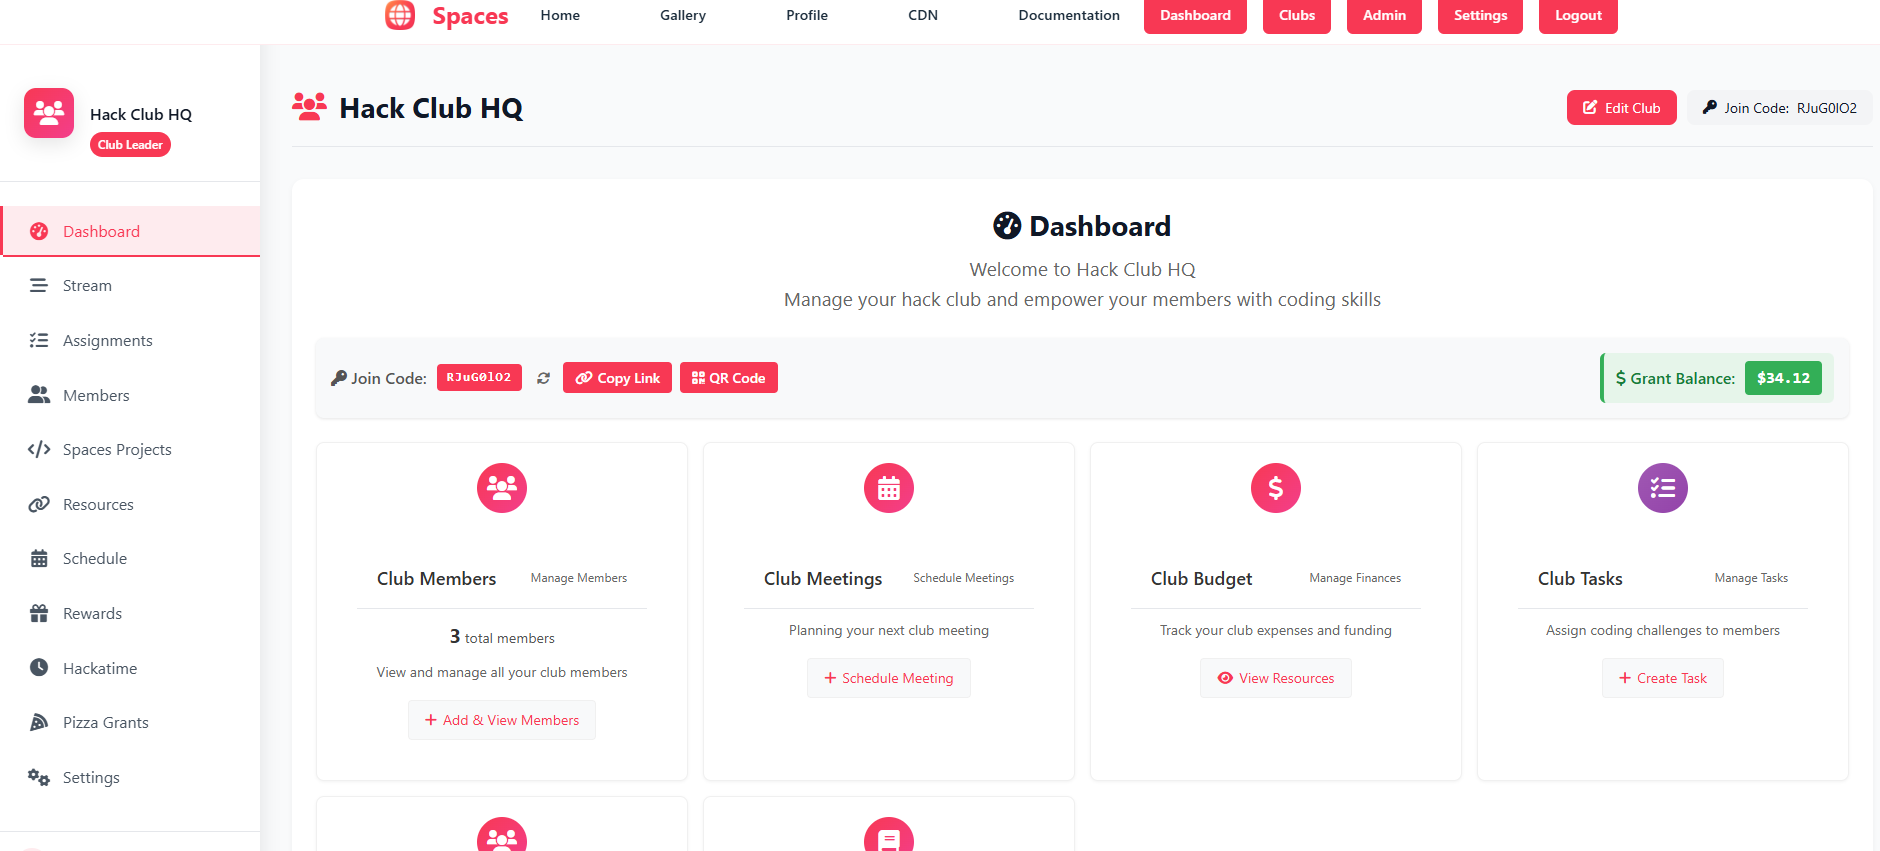 Spaces
Home
Gallery
Profile
CDN
Documentation
Dashboard
Clubs
Admin
Settings
Logout
Hack Club HQ
Club Leader
Dashboard
Stream
Assignments
Members
Spaces Projects
Resources
Schedule
Rewards
Hackatime
Pizza Grants
Settings
Hack Club HQ
Edit Club
Join Code: RJuG0lO2
Dashboard
Welcome to Hack Club HQ
Manage your hack club and empower your members with coding skills
Join Code: RJuG0lO2
Copy Link
QR Code
$ Grant Balance: $34.12
Club Members
Manage Members
3 total members
View and manage all your club members
+ Add & View Members
Club Meetings
Schedule Meetings
Planning your next club meeting
+ Schedule Meeting
Club Budget
Manage Finances
Track your club expenses and funding
View Resources
Club Tasks
Manage Tasks
Assign coding challenges to members
+ Create Task